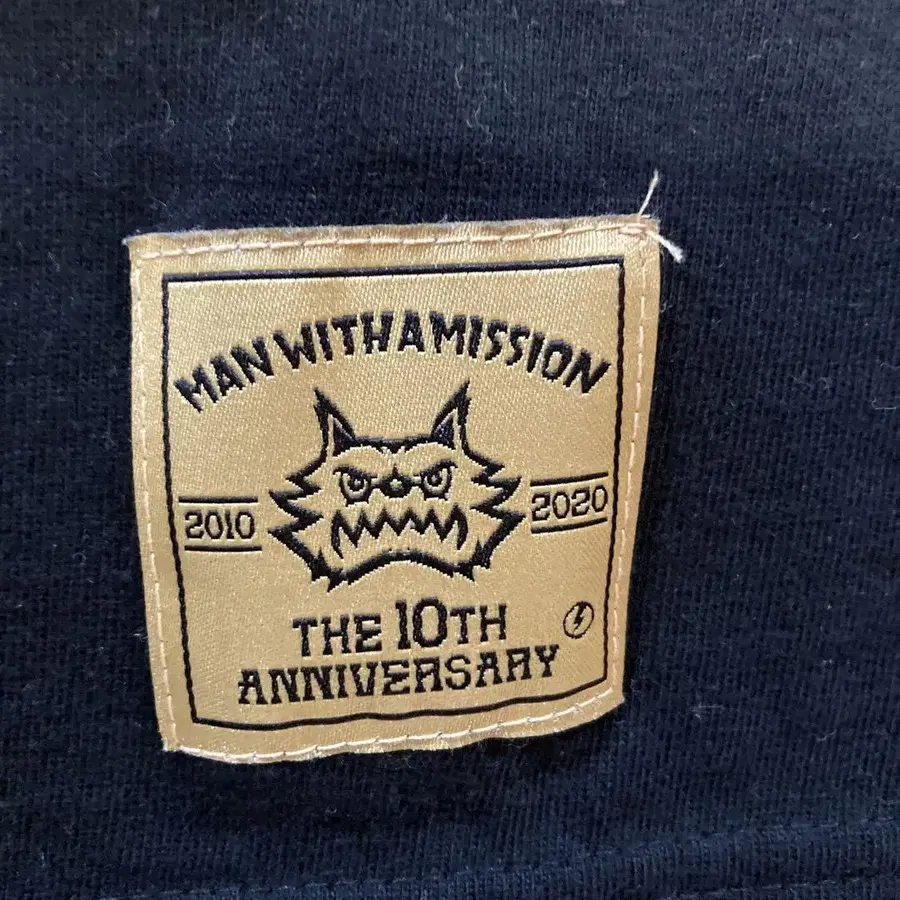 MAN WITH A MISSION
2010
2020
THE 10TH
ANNIVERSARY